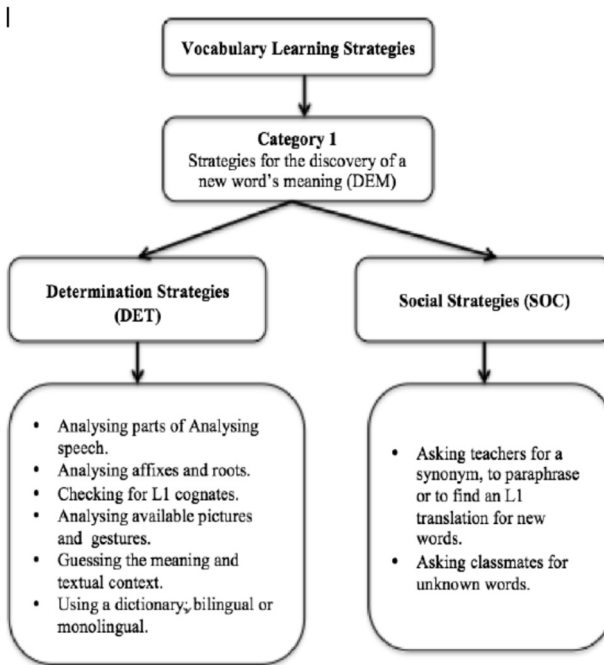 Vocabulary Learning Strategies
Category 1
Strategies for the discovery of a
new word's meaning (DEM)
Determination Strategies
(DET)
• Analysing parts of Analysing
speech.
• Analysing affixes and roots.
• Checking for L1 cognates.
• Analysing available pictures
and gestures.
• Guessing the meaning and
textual context.
• Using a dictionary; bilingual or
monolingual.
Social Strategies (SOC)
• Asking teachers for a
synonym, to paraphrase
or to find an L1
translation for new
words.
• Asking classmates for
unknown words.